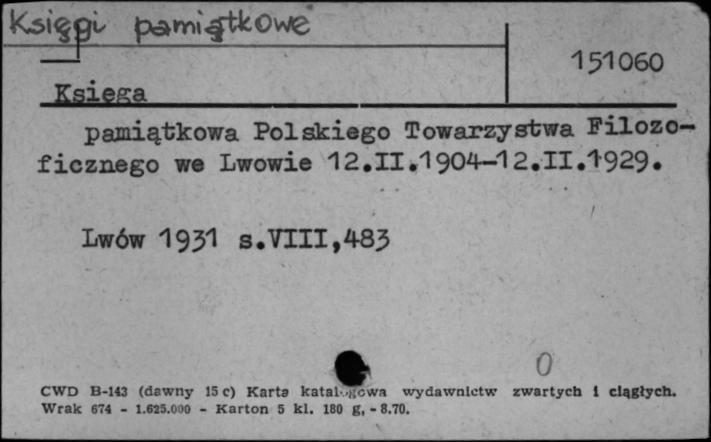 Księgi pamiątkowe
151060
Księga
pamiątkowa Polskiego Towarzystwa Filozo-
ficznego we Lwowie 12.II.1904-12.II.1929.
Lwów 1931 s.VIII,483
0
CWD B-143 (dawny 15 c) Karta katalogowa wydawnictw zwartych i ciągłych.
Wrak 674 - 1.625.000 - Karton 5 kl. 180 g, - 8.70.